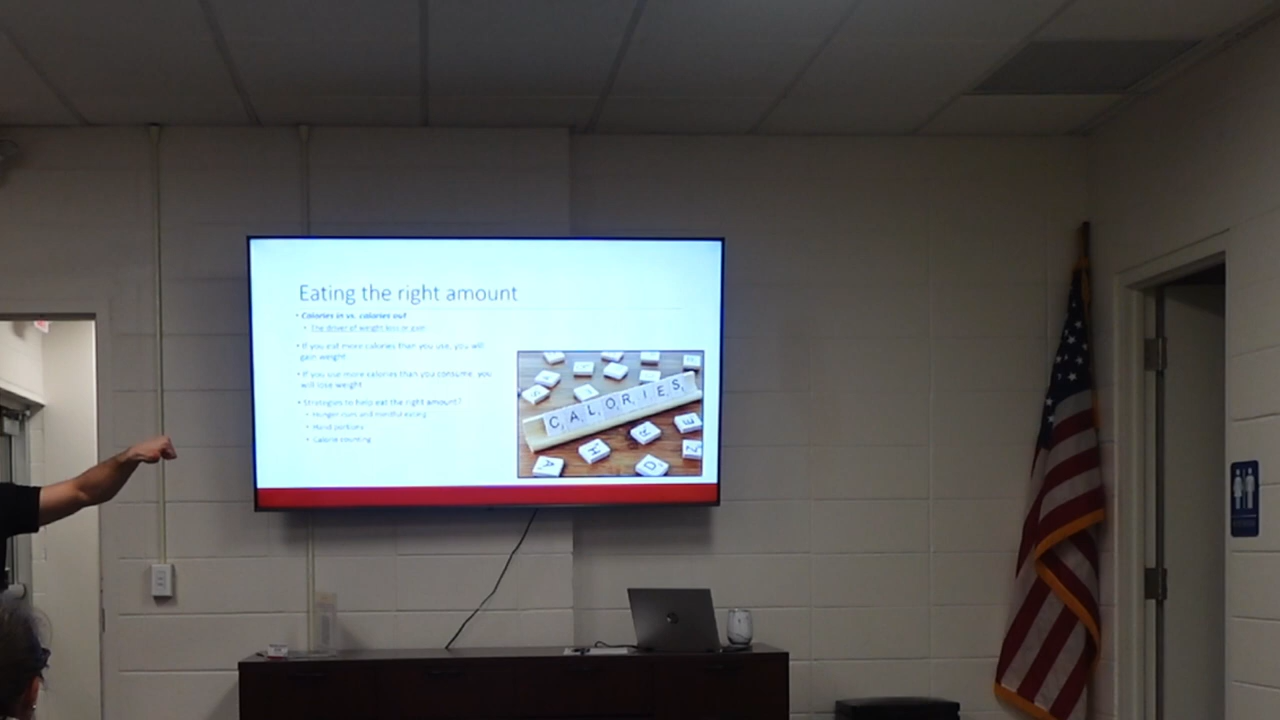 Eating the right amount
• Calories in vs. calories out
• The driver of weight loss or gain
• If you eat more calories than you use, you will
gain weight
• If you use more calories than you consume, you
will lose weight
• Strategies to help eat the right amount?
• Hunger cues and mindful eating
• Hand portions
• Calorie counting
CALORIES
hp